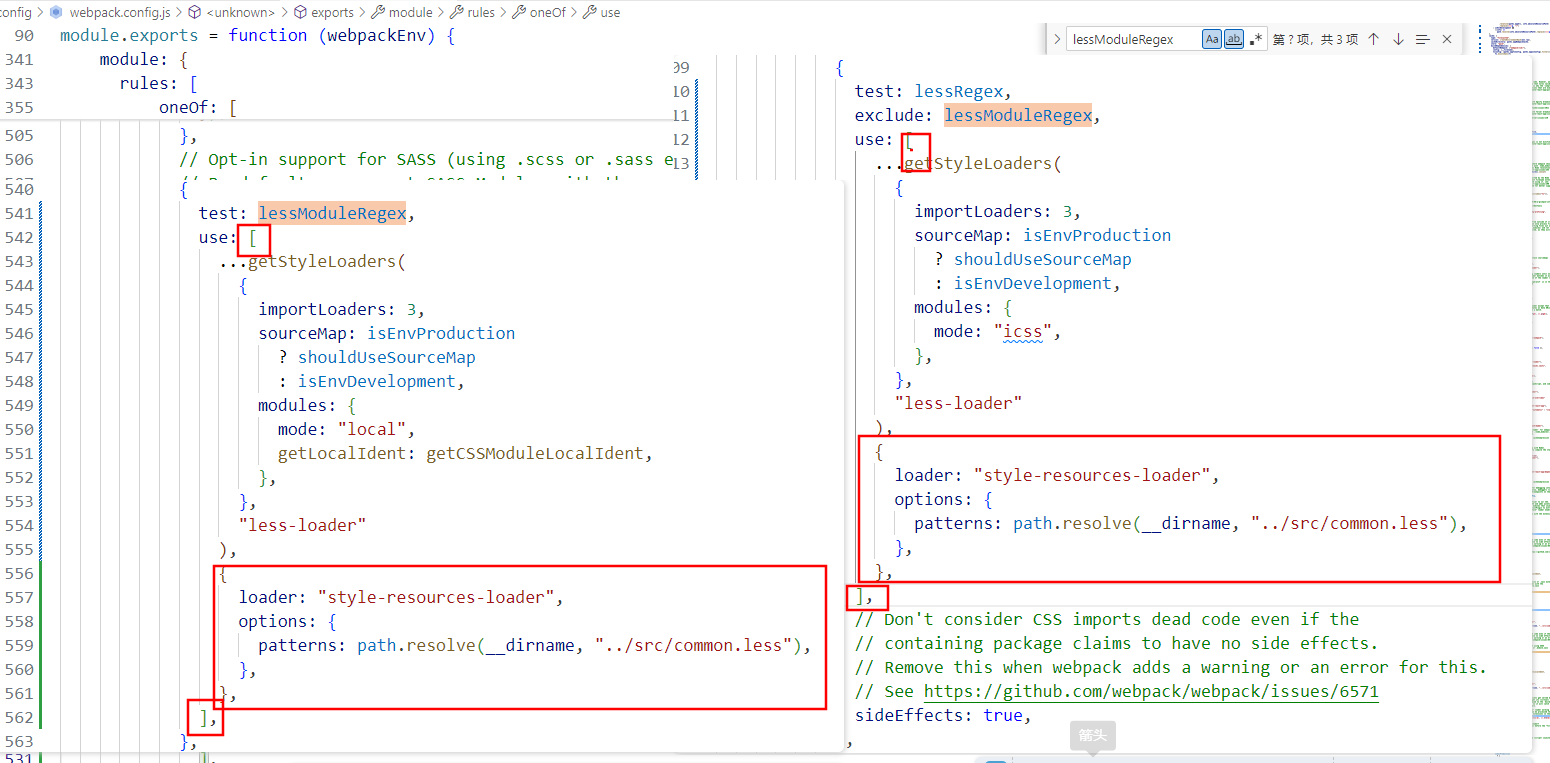 config > webpack.config.js > <unknown> > exports > module > rules > oneOf > use
90 module.exports = function (webpackEnv) {
341 module: {
343 rules: [
355 oneOf: [
505 },
506 // Opt-in support for SASS (using .scss or .sass e
540 {
541 test: lessModuleRegex,
542 use: [
543 ...getStyleLoaders(
544 {
545 importLoaders: 3,
546 sourceMap: isEnvProduction
547 ? shouldUseSourceMap
548 : isEnvDevelopment,
549 modules: {
550 mode: "local",
551 getLocalIdent: getCSSModuleLocalIdent,
552 },
553 },
554 "less-loader"
555 ),
556 {
557 loader: "style-resources-loader",
558 options: {
559 patterns: path.resolve(__dirname, "../src/common.less"),
560 },
561 },
562 ],
563 },
531 ],
lessModuleRegex Aa ab .* 第?项, 共3项
09 {
10 test: lessRegex,
11 exclude: lessModuleRegex,
12 use: [
13 ...getStyleLoaders(
{
importLoaders: 3,
sourceMap: isEnvProduction
? shouldUseSourceMap
: isEnvDevelopment,
modules: {
mode: "icss",
},
},
"less-loader"
),
{
loader: "style-resources-loader",
options: {
patterns: path.resolve(__dirname, "../src/common.less"),
},
},
],
// Don't consider CSS imports dead code even if the
// containing package claims to have no side effects.
// Remove this when webpack adds a warning or an error for this.
// See https://github.com/webpack/webpack/issues/6571
sideEffects: true,
箭头